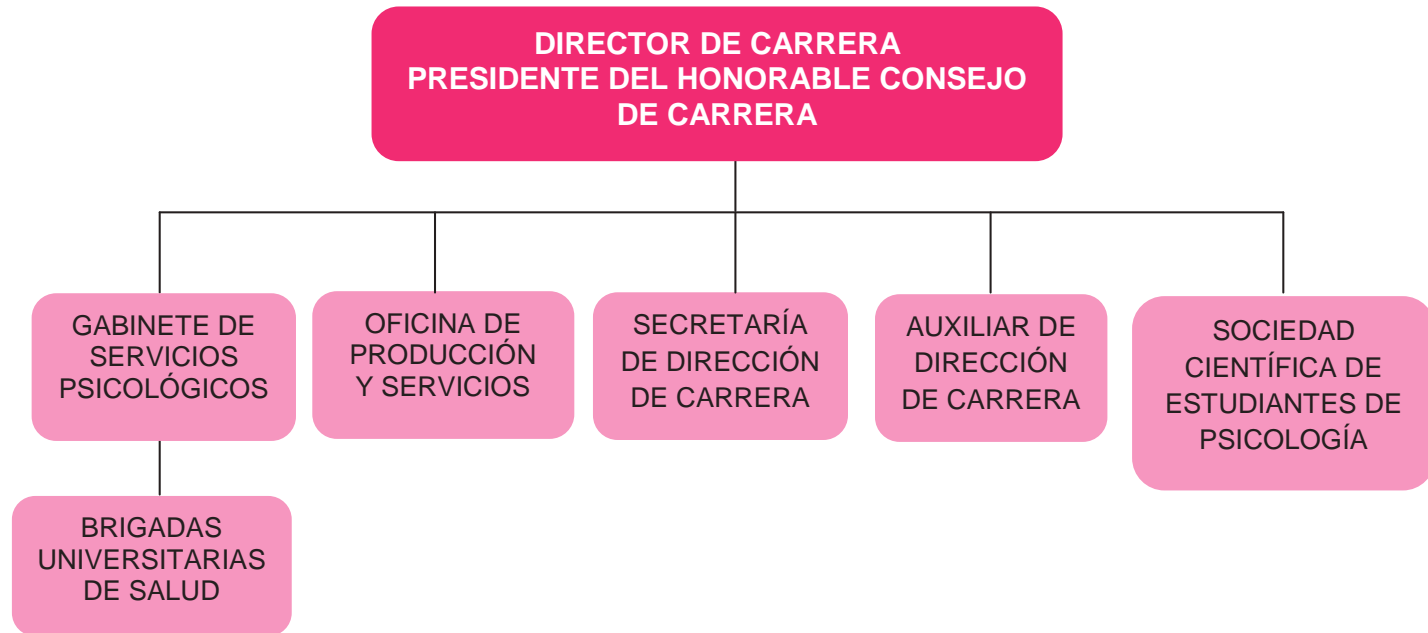 DIRECTOR DE CARRERA
PRESIDENTE DEL HONORABLE CONSEJO
DE CARRERA
GABINETE DE
SERVICIOS
PSICOLÓGICOS
OFICINA DE
PRODUCCIÓN
Y SERVICIOS
SECRETARÍA
DE DIRECCIÓN
DE CARRERA
AUXILIAR DE
DIRECCIÓN
DE CARRERA
SOCIEDAD
CIENTÍFICA DE
ESTUDIANTES DE
PSICOLOGÍA
BRIGADAS
UNIVERSITARIAS
DE SALUD